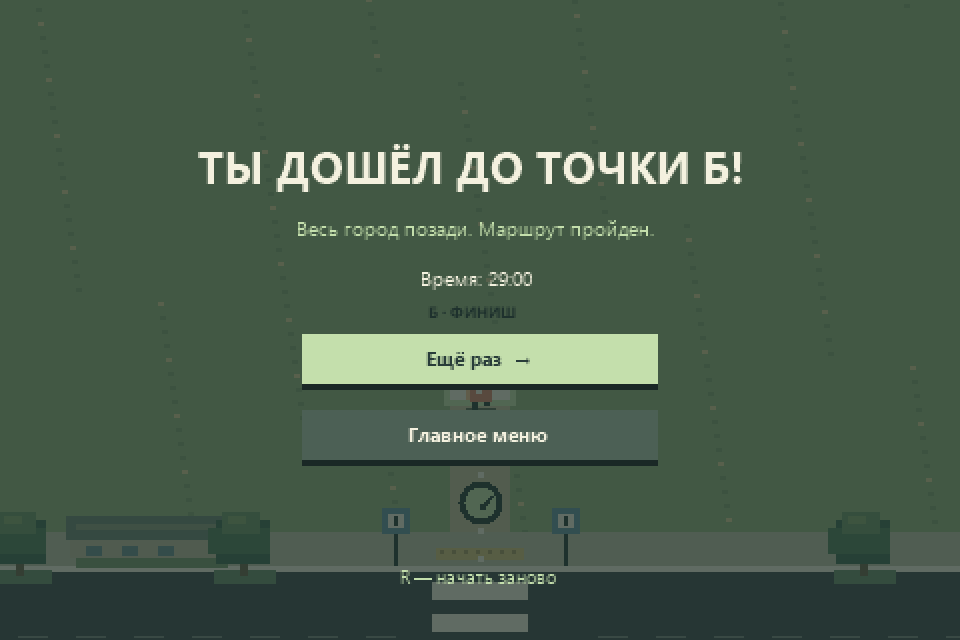 ТЫ ДОШЁЛ ДО ТОЧКИ Б!
Весь город позади. Маршрут пройден.
Время: 29:00
Б · ФИНИШ
Ещё раз →
Главное меню
R — начать заново